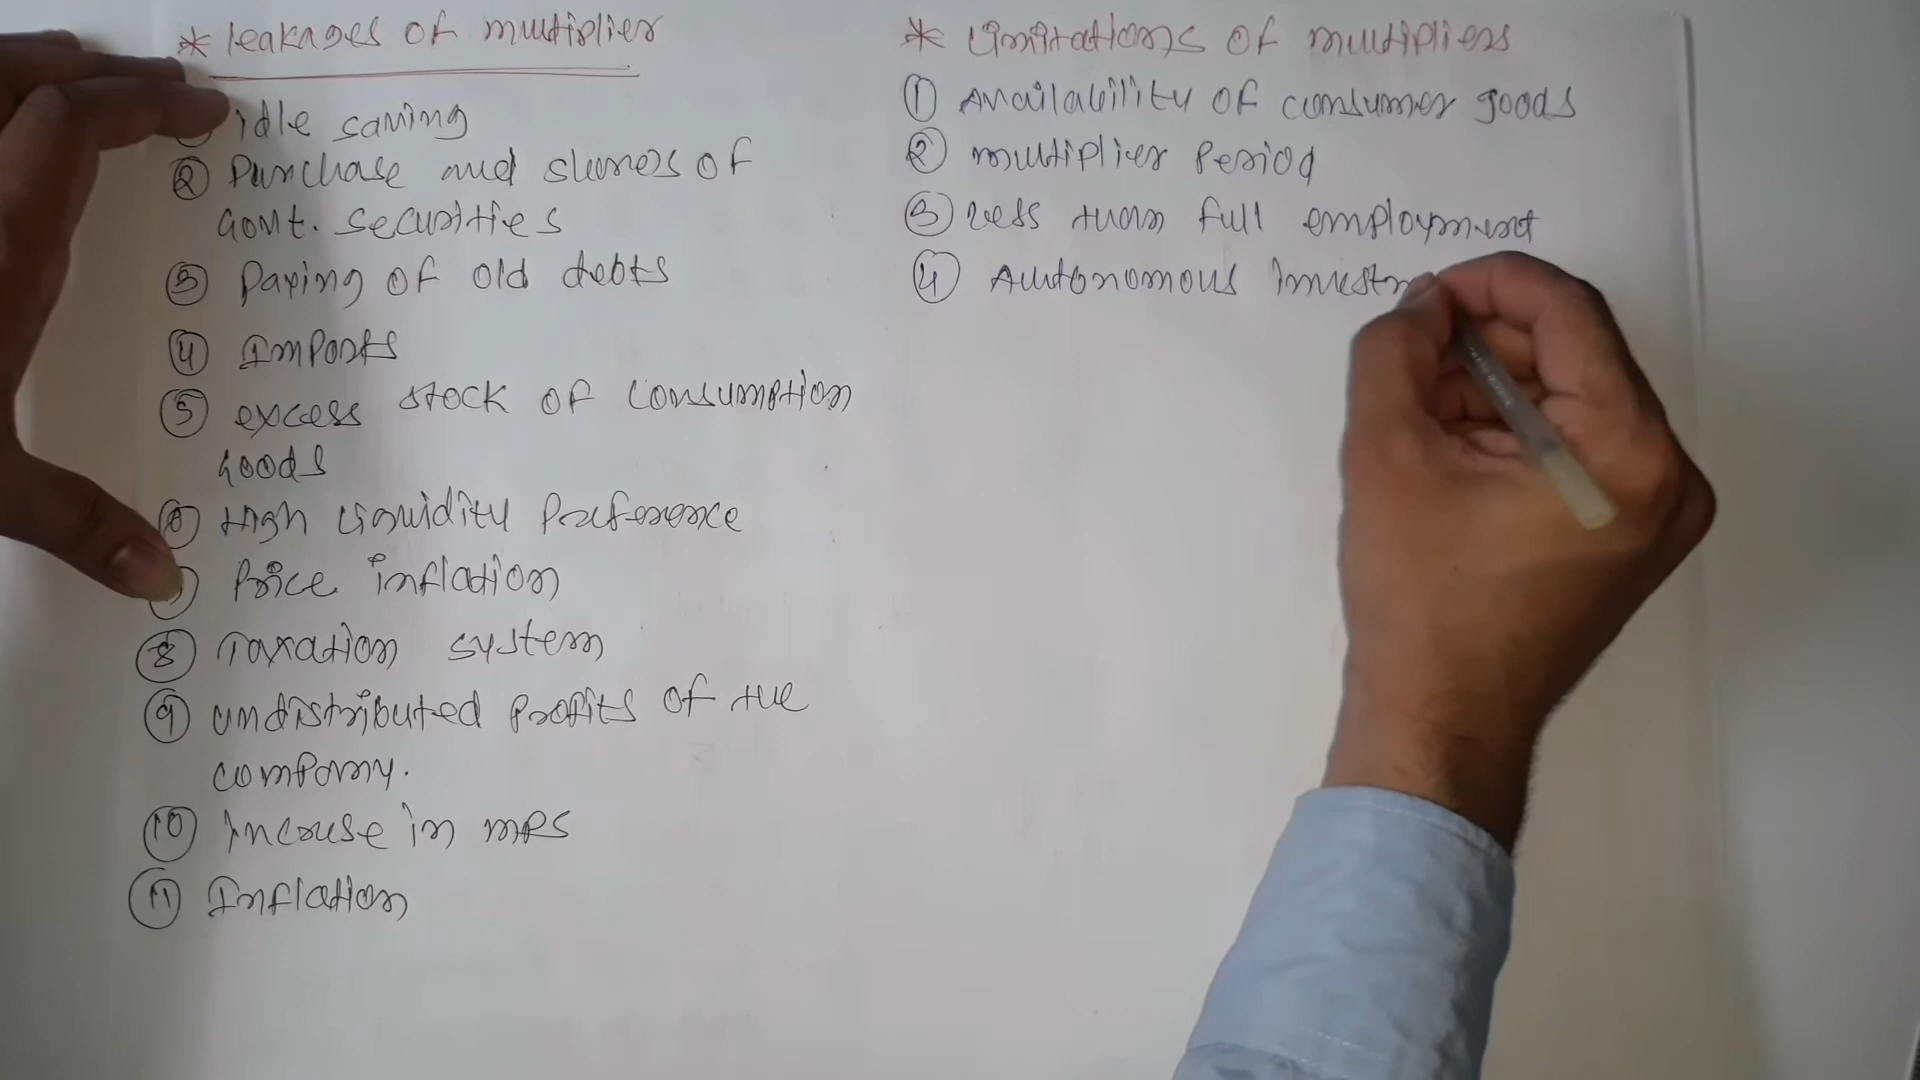 * Leakages of multiplier
idle saving
② Purchase and shares of
Govt. securities
③ Paying of old debts
④ Imports
⑤ excess stock of consumption
Goods
⑥ High Liquidity Preference
Price inflation
⑧ Taxation system
⑨ undistributed profits of the
company.
⑩ Increase in MPS
⑪ Inflation
* Limitations of multipliers
① Availability of consumer goods
② multiplier Period
③ Less than full employment
④ Autonomous investm